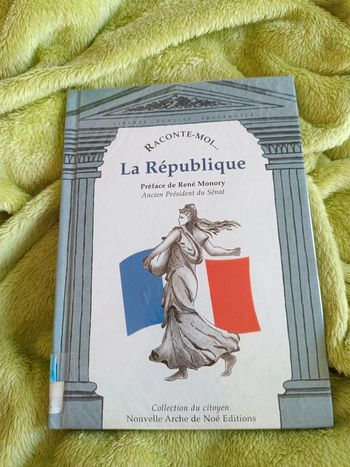 LIBERTÉ, ÉGALITÉ, FRATERNITÉ
RACONTE-MOI...
La République
Préface de René Monory
Ancien Président du Sénat
Collection du citoyen
Nouvelle Arche de Noé Editions